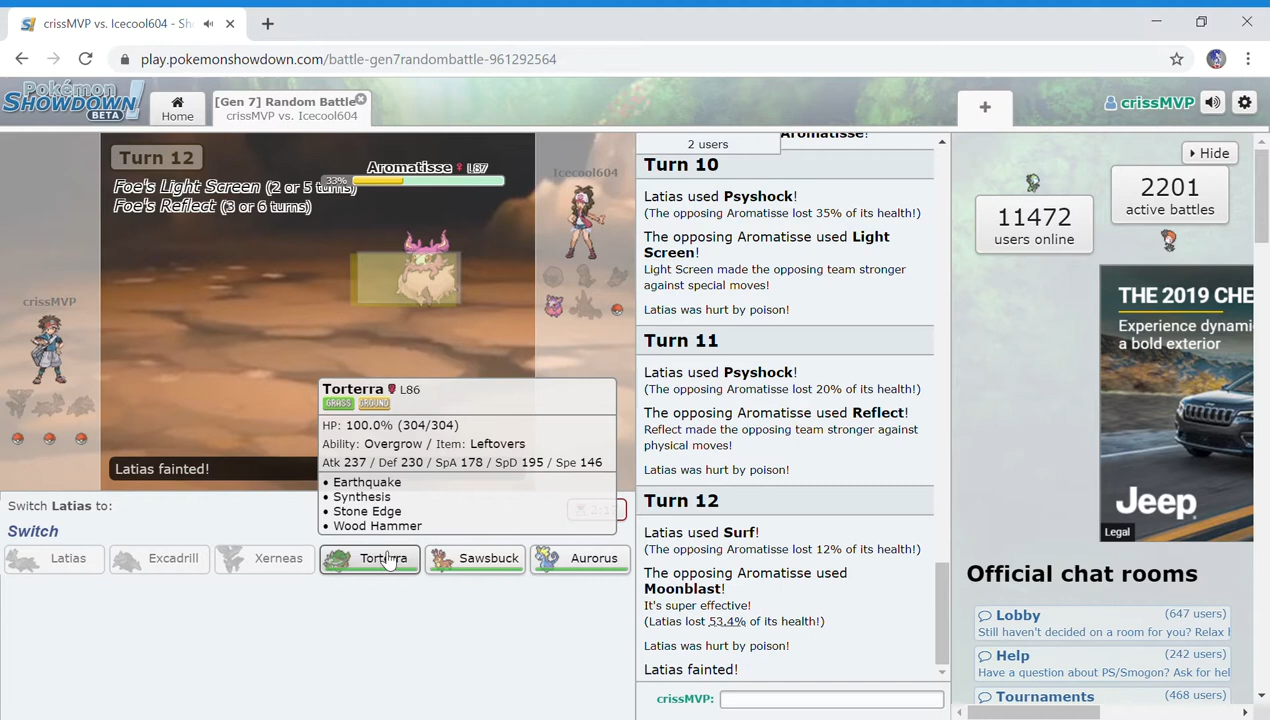 crissMVP vs. Icecool604 - Sh
play.pokemonshowdown.com/battle-gen7randombattle-961292564
Pokémon
SHOWDOWN!
BETA
Home
[Gen 7] Random Battle
crissMVP vs. Icecool604
crissMVP
Turn 12
Foe's Light Screen (2 or 5 turns)
Foe's Reflect (3 or 6 turns)
Aromatisse L87
33%
Icecool604
crissMVP
Torterra L86
GRASS GROUND
HP: 100.0% (304/304)
Ability: Overgrow / Item: Leftovers
Atk 237 / Def 230 / SpA 178 / SpD 195 / Spe 146
• Earthquake
• Synthesis
• Stone Edge
• Wood Hammer
Latias fainted!
Switch Latias to:
Switch
Latias
Excadrill
Xerneas
Torterra
Sawsbuck
Aurorus
2 users
Aromatisse!
Turn 10
Latias used Psyshock!
(The opposing Aromatisse lost 35% of its health!)
The opposing Aromatisse used Light
Screen!
Light Screen made the opposing team stronger
against special moves!
Latias was hurt by poison!
Turn 11
Latias used Psyshock!
(The opposing Aromatisse lost 20% of its health!)
The opposing Aromatisse used Reflect!
Reflect made the opposing team stronger against
physical moves!
Latias was hurt by poison!
Turn 12
Latias used Surf!
(The opposing Aromatisse lost 12% of its health!)
The opposing Aromatisse used
Moonblast!
It's super effective!
(Latias lost 53.4% of its health!)
Latias was hurt by poison!
Latias fainted!
crissMVP:
Hide
11472
users online
2201
active battles
THE 2019 CHE
Experience dynami
a bold exterior
Jeep
Legal
Official chat rooms
Lobby
(647 users)
Still haven't decided on a room for you? Relax
Help
(242 users)
Have a question about PS/Smogon? Ask for hel
Tournaments
(468 users)